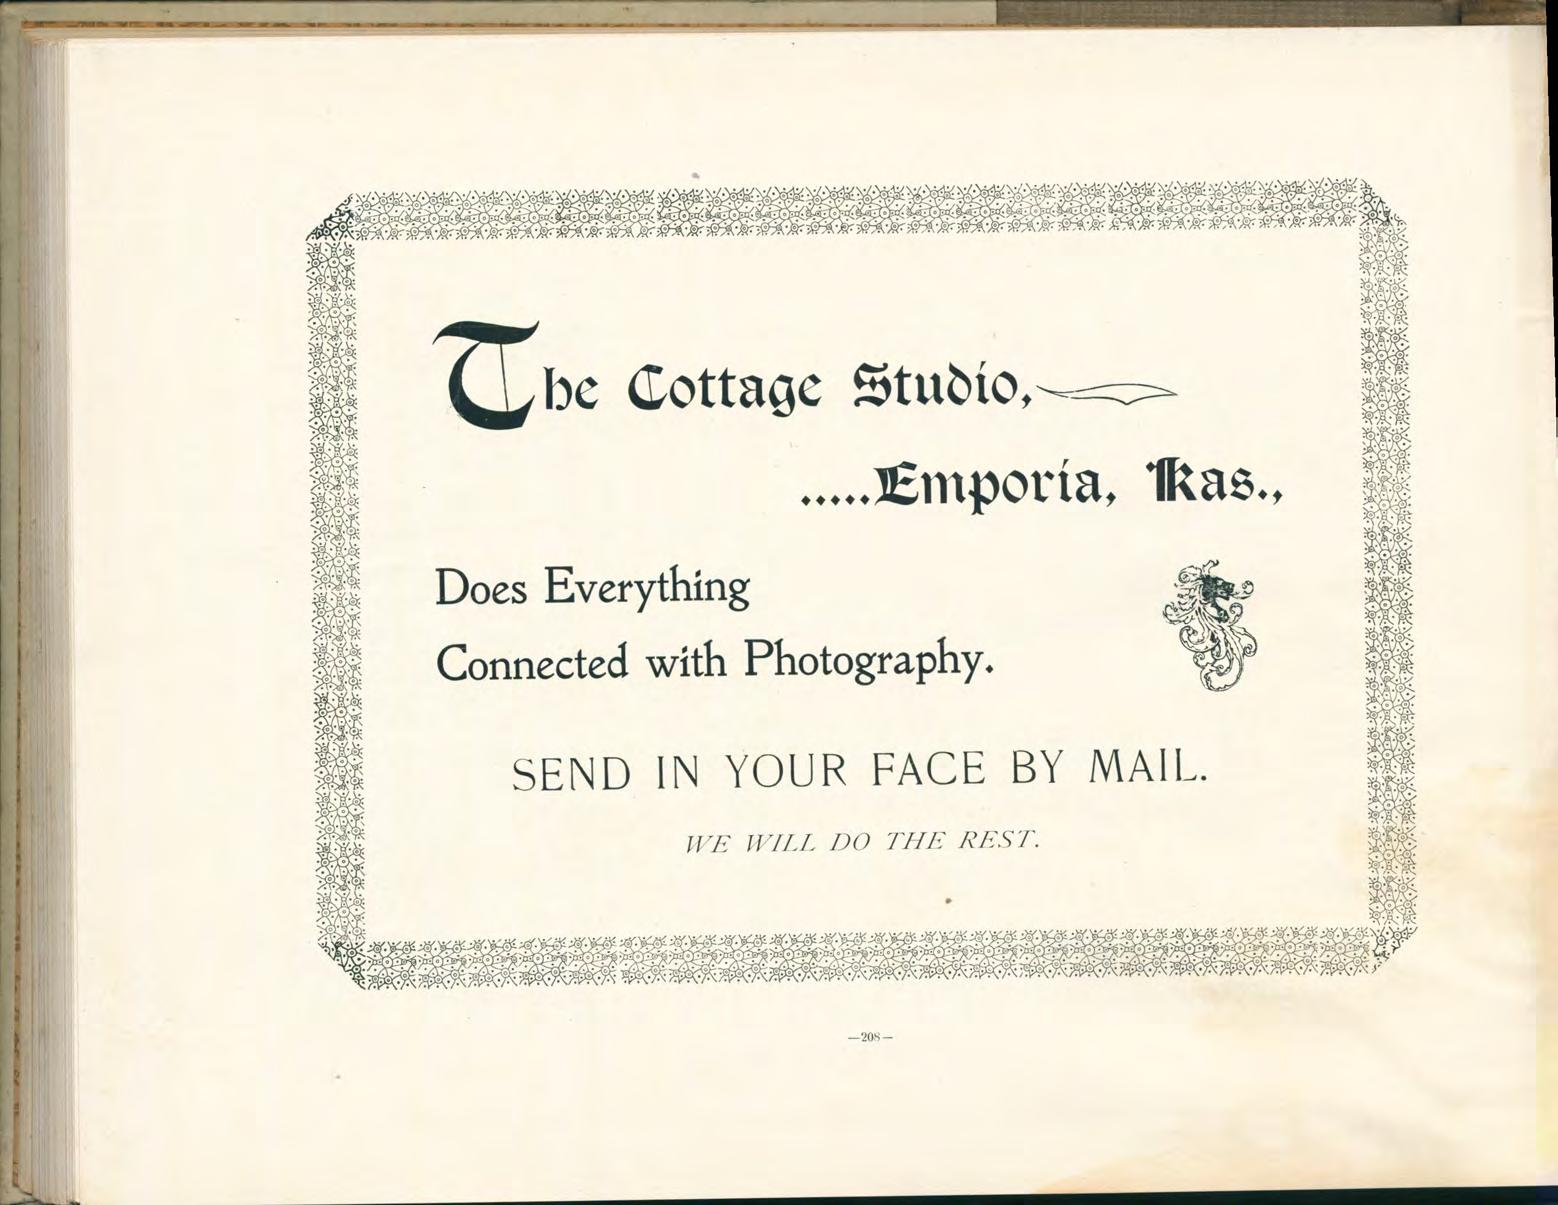 The Cottage Studio,
.....Emporia, Kas.,
Does Everything
Connected with Photography.
SEND IN YOUR FACE BY MAIL.
WE WILL DO THE REST.
—208—